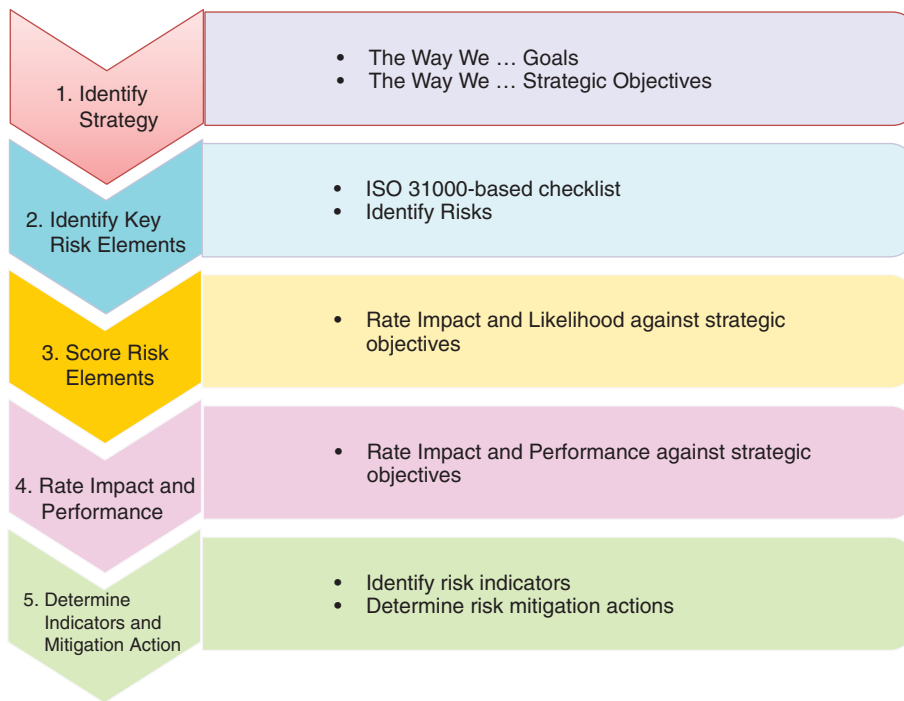 1. Identify
Strategy
• The Way We … Goals
• The Way We … Strategic Objectives
2. Identify Key
Risk Elements
• ISO 31000-based checklist
• Identify Risks
3. Score Risk
Elements
• Rate Impact and Likelihood against strategic
objectives
4. Rate Impact and
Performance
• Rate Impact and Performance against strategic
objectives
5. Determine
Indicators and
Mitigation Action
• Identify risk indicators
• Determine risk mitigation actions